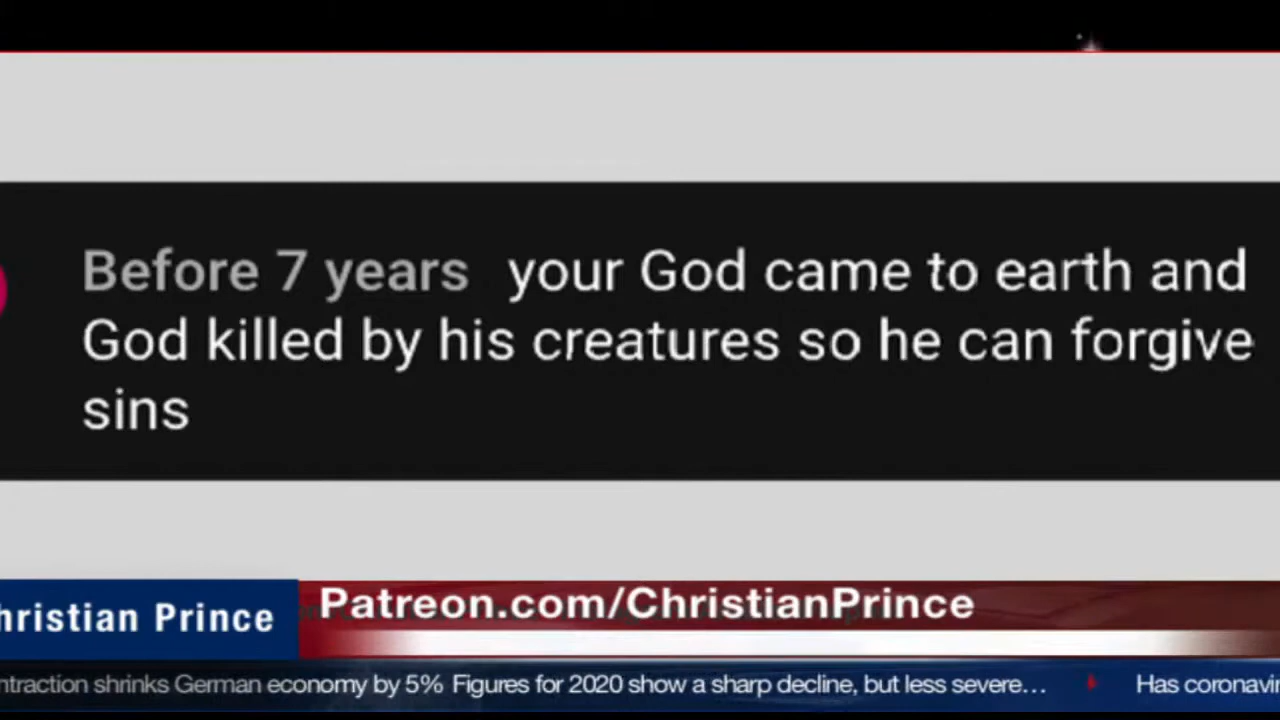 Before 7 years your God came to earth and
God killed by his creatures so he can forgive
sins
hristian Prince
Patreon.com/ChristianPrince
ntraction shrinks German economy by 5% Figures for 2020 show a sharp decline, but less severe…
Has coronavir